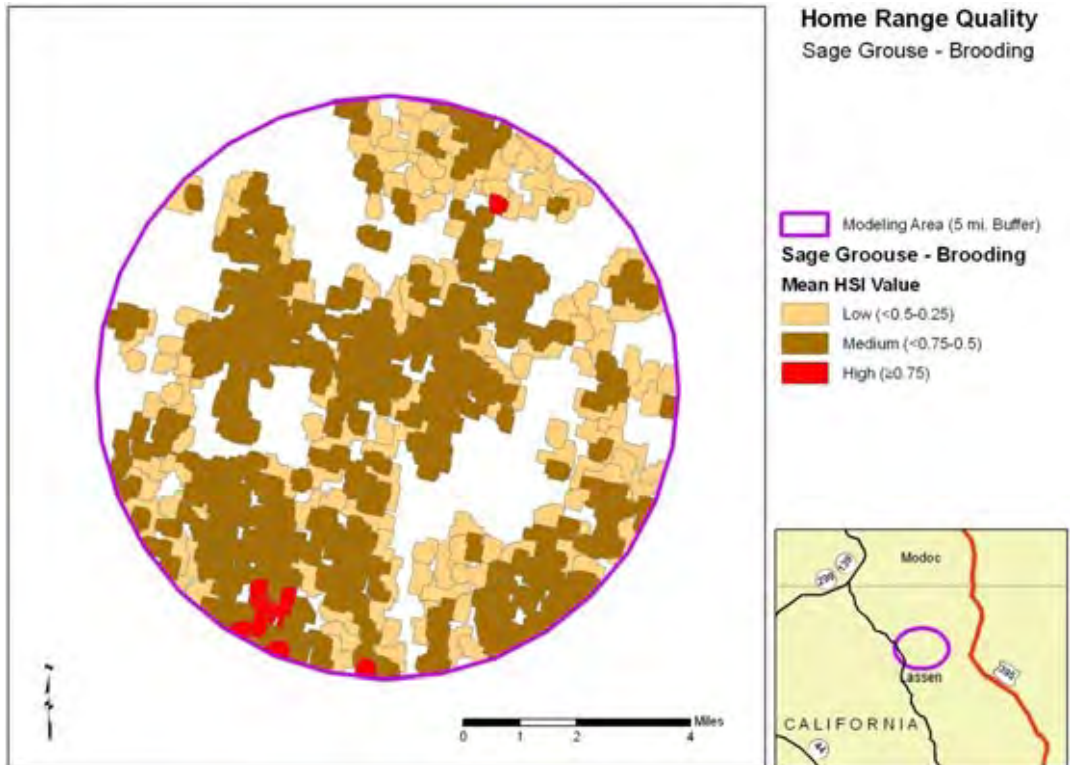 Home Range Quality
Sage Grouse - Brooding
Modeling Area (5 mi. Buffer)
Sage Groouse - Brooding
Mean HSI Value
Low (<0.5-0.25)
Medium (<0.75-0.5)
High (≥0.75)
N
Miles
0 1 2 4
Modoc
299
139
Lassen
395
CALIFORNIA
44